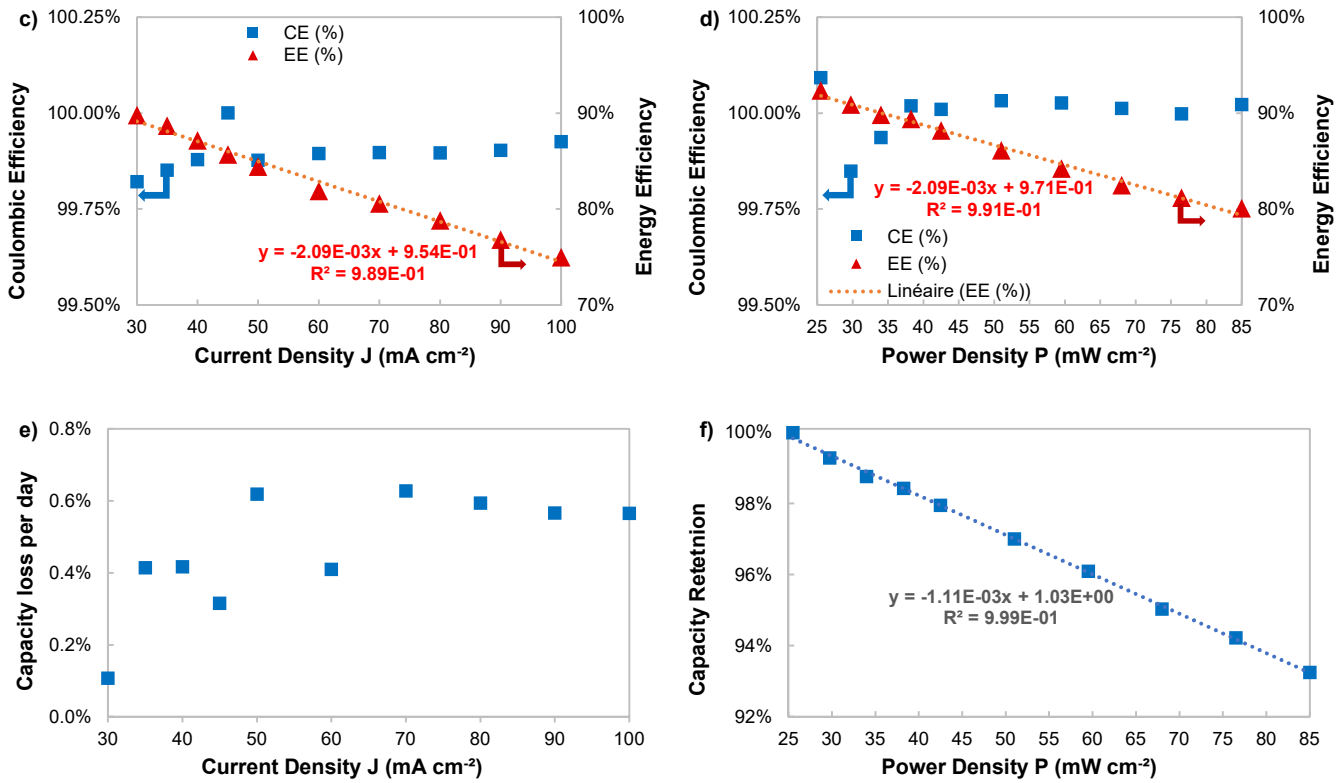 c)
100.25%
100.00%
99.75%
99.50%
Coulombic Efficiency
CE (%)
EE (%)
y = -2.09E-03x + 9.54E-01
R² = 9.89E-01
100%
90%
80%
70%
Energy Efficiency
30 40 50 60 70 80 90 100
Current Density J (mA cm⁻²)
d)
100.25%
100.00%
99.75%
99.50%
Coulombic Efficiency
y = -2.09E-03x + 9.71E-01
R² = 9.91E-01
CE (%)
EE (%)
Linéaire (EE (%))
100%
90%
80%
70%
Energy Efficiency
25 30 35 40 45 50 55 60 65 70 75 80 85
Power Density P (mW cm⁻²)
e)
0.8%
0.6%
0.4%
0.2%
0.0%
Capacity loss per day
30 40 50 60 70 80 90 100
Current Density J (mA cm⁻²)
f)
100%
98%
96%
94%
92%
Capacity Retetnion
y = -1.11E-03x + 1.03E+00
R² = 9.99E-01
25 30 35 40 45 50 55 60 65 70 75 80 85
Power Density P (mW cm⁻²)